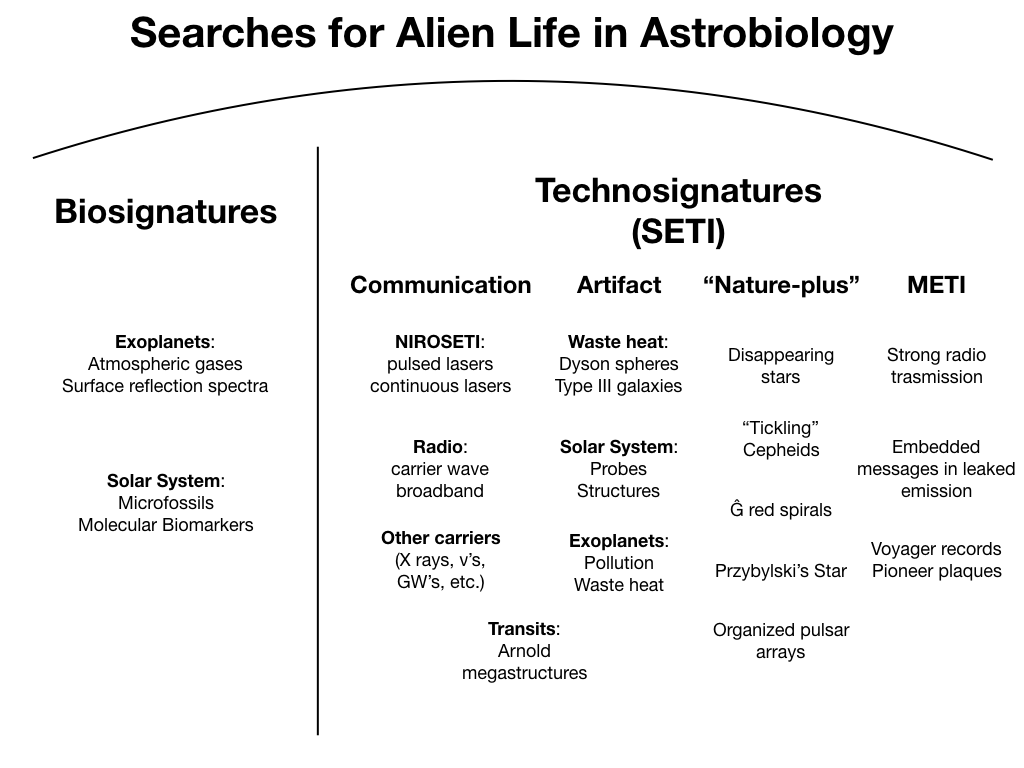 Searches for Alien Life in Astrobiology
Biosignatures
Exoplanets:
Atmospheric gases
Surface reflection spectra
Solar System:
Microfossils
Molecular Biomarkers
Technosignatures
(SETI)
Communication
NIROSETI:
pulsed lasers
continuous lasers
Radio:
carrier wave
broadband
Other carriers
(X rays, ν's,
GW's, etc.)
Artifact
Waste heat:
Dyson spheres
Type III galaxies
Solar System:
Probes
Structures
Exoplanets:
Pollution
Waste heat
Transits:
Arnold
megastructures
“Nature-plus”
Disappearing
stars
“Tickling”
Cepheids
Ĝ red spirals
Przybylski's Star
Organized pulsar
arrays
METI
Strong radio
trasmission
Embedded
messages in leaked
emission
Voyager records
Pioneer plaques